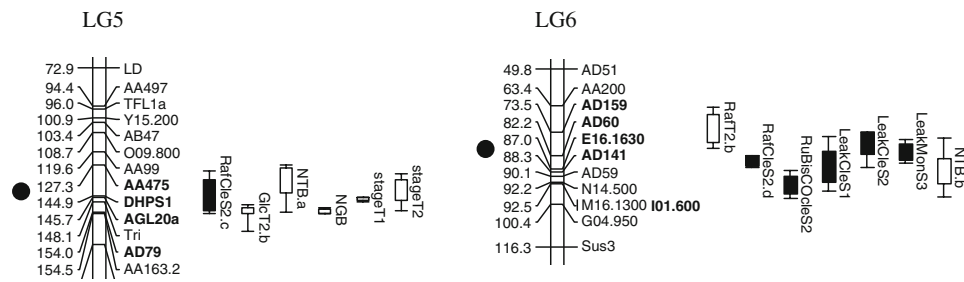 LG5
72.9 LD
94.4 AA497
96.0 TFL1a
100.9 Y15.200
103.4 AB47
108.7 O09.800
119.6 AA99
127.3 AA475
144.9 DHPS1
145.7 AGL20a
148.1 Tri
154.0 AD79
154.5 AA163.2
RafCleS2.c
GlcT2.b
NTB.a
NGB
stageT1
stageT2
LG6
49.8 AD51
63.4 AA200
73.5 AD159
82.2 AD60
87.0 E16.1630
88.3 AD141
90.1 AD59
92.2 N14.500
92.5 M16.1300 I01.600
100.4 G04.950
116.3 Sus3
RafT2.b
RafCleS2.d
RuBisCOcleS2
LeakCleS1
LeakCleS2
LeakMonS3
NTB.b